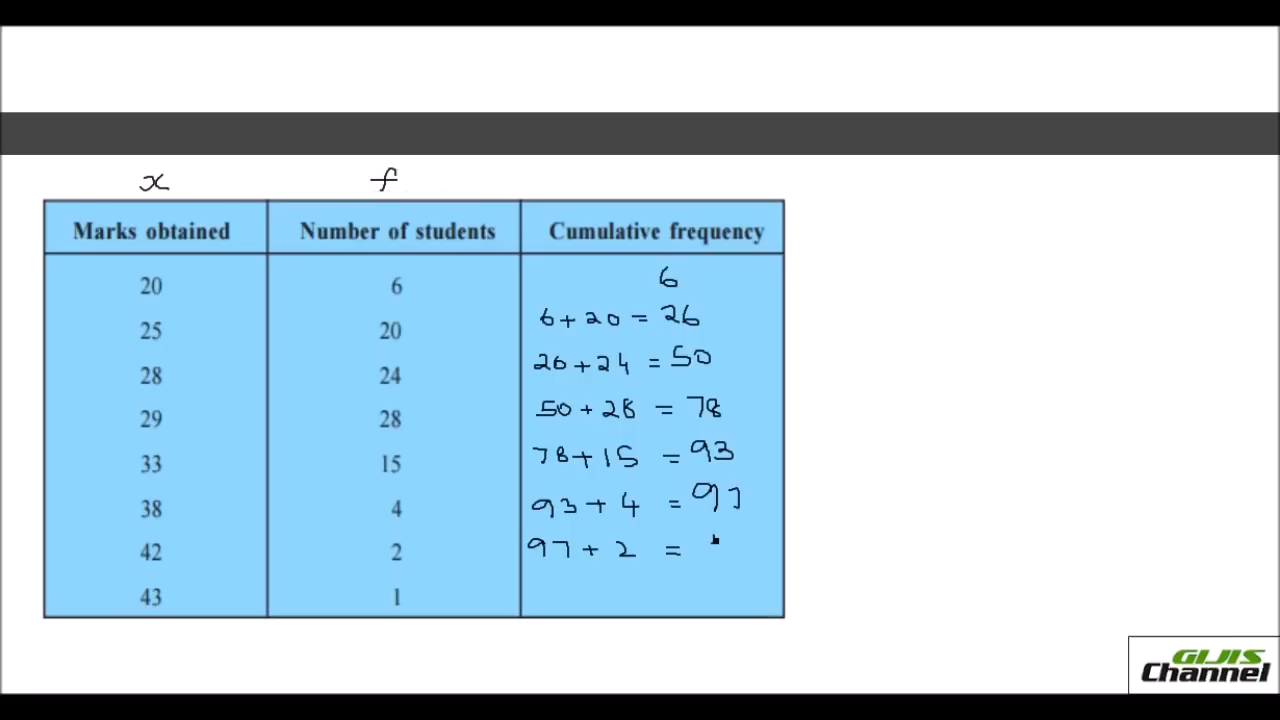 x f
Marks obtained Number of students Cumulative frequency
20 6 6
25 20 6+20 = 26
28 24 26+24 = 50
29 28 50+28 = 78
33 15 78+15 = 93
38 4 93+4 = 97
42 2 97+2 =
43 1
GIIS
Channel